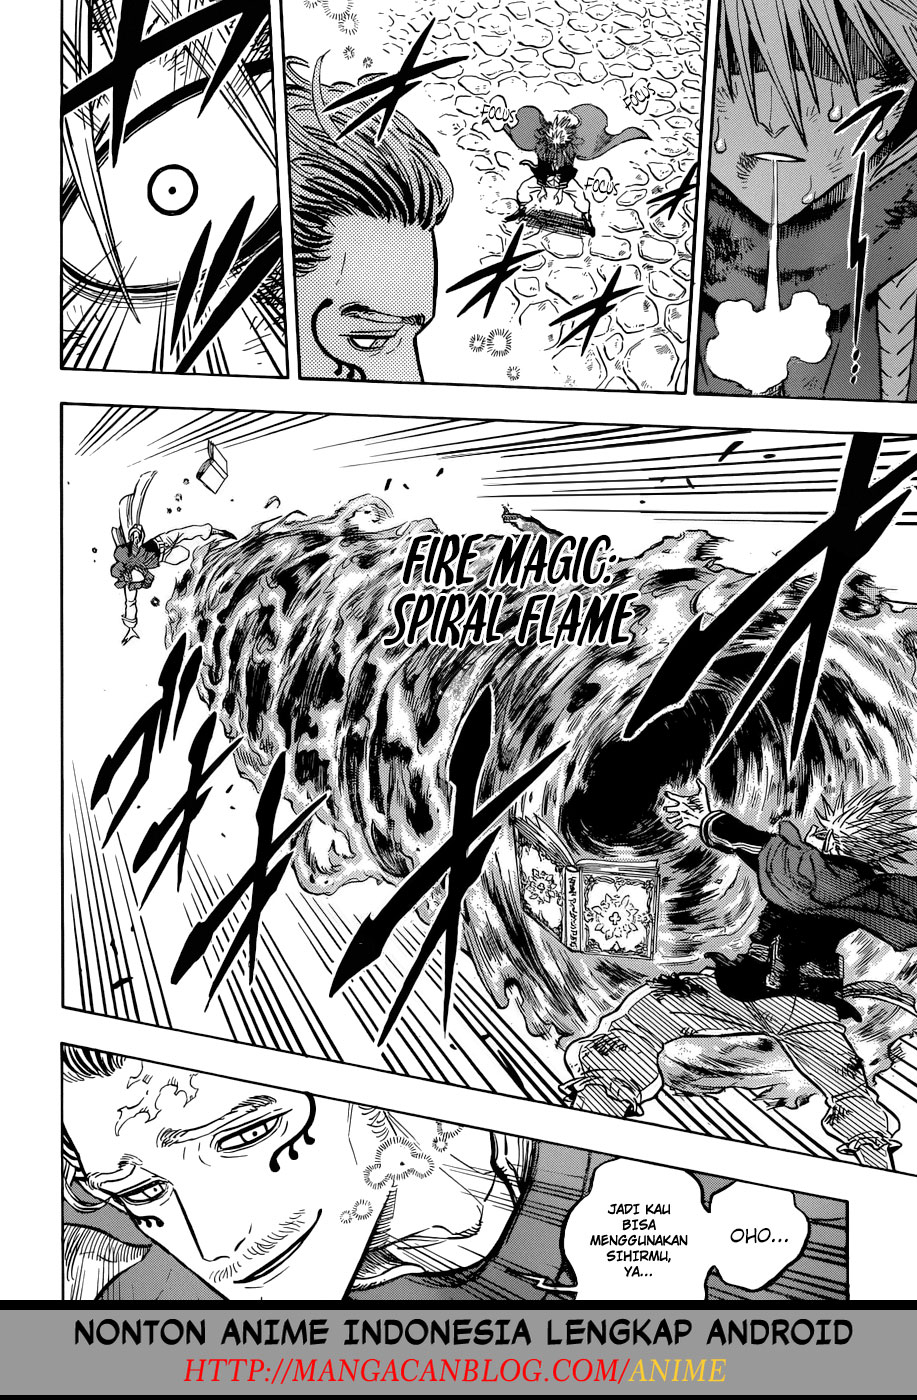 FOCUS
FOCUS
FOCUS
FIRE MAGIC:
SPIRAL FLAME
OHO...
JADI KAU
BISA
MENGGUNAKAN
SIHIRMU,
YA...
NONTON ANIME INDONESIA LENGKAP ANDROID
HTTP://MANGACANBLOG.COM/ANIME